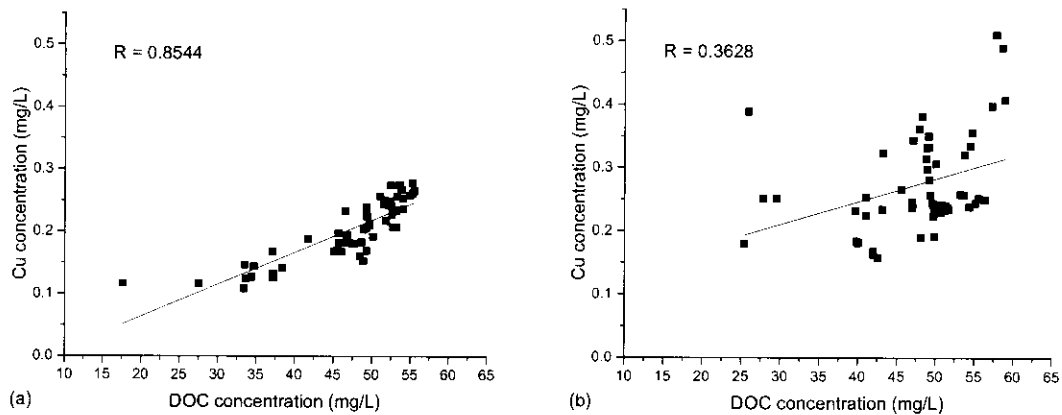 R = 0.8544
Cu concentration (mg/L)
0.5
0.4
0.3
0.2
0.1
0.0
10 15 20 25 30 35 40 45 50 55 60 65
(a) DOC concentration (mg/L)
R = 0.3628
Cu concentration (mg/L)
0.5
0.4
0.3
0.2
0.1
0.0
10 15 20 25 30 35 40 45 50 55 60 65
(b) DOC concentration (mg/L)